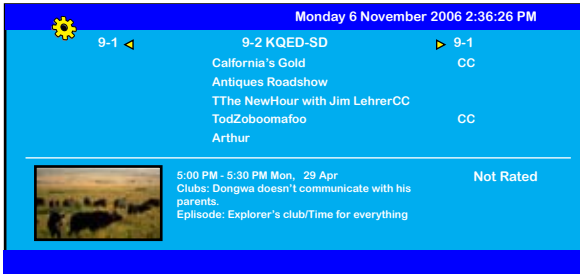 Monday 6 November 2006 2:36:26 PM
9-1 9-2 KQED-SD 9-1
Calfornia's Gold CC
Antiques Roadshow
TThe NewHour with Jim LehrerCC
TodZoboomafoo CC
Arthur
5:00 PM - 5:30 PM Mon, 29 Apr
Clubs: Dongwa doesn't communicate with his
parents.
Eplisode: Explorer's club/Time for everything
Not Rated